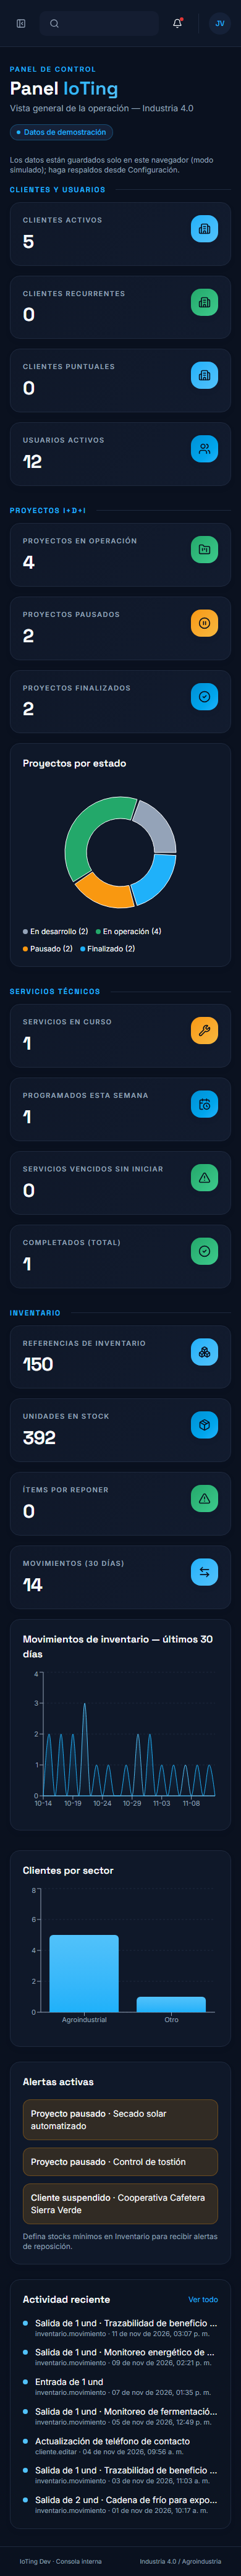 JV
PANEL DE CONTROL
Panel IoTing
Vista general de la operación — Industria 4.0
Datos de demostración
Los datos están guardados solo en este navegador (modo
simulado); haga respaldos desde Configuración.
CLIENTES Y USUARIOS
CLIENTES ACTIVOS
5
CLIENTES RECURRENTES
0
CLIENTES PUNTUALES
0
USUARIOS ACTIVOS
12
PROYECTOS I+D+I
PROYECTOS EN OPERACIÓN
4
PROYECTOS PAUSADOS
2
PROYECTOS FINALIZADOS
2
Proyectos por estado
En desarrollo (2) En operación (4)
Pausado (2) Finalizado (2)
SERVICIOS TÉCNICOS
SERVICIOS EN CURSO
1
PROGRAMADOS ESTA SEMANA
1
SERVICIOS VENCIDOS SIN INICIAR
0
COMPLETADOS (TOTAL)
1
INVENTARIO
REFERENCIAS DE INVENTARIO
150
UNIDADES EN STOCK
392
ÍTEMS POR REPONER
0
MOVIMIENTOS (30 DÍAS)
14
Movimientos de inventario — últimos 30
días
4
3
2
1
0
10-14 10-19 10-24 10-29 11-03 11-08
Clientes por sector
8
6
4
2
0
Agroindustrial Otro
Alertas activas
Proyecto pausado · Secado solar
automatizado
Proyecto pausado · Control de tostión
Cliente suspendido · Cooperativa Cafetera
Sierra Verde
Defina stocks mínimos en Inventario para recibir alertas
de reposición.
Actividad reciente Ver todo
Salida de 1 und · Trazabilidad de beneficio ...
inventario.movimiento · 11 de nov de 2026, 03:07 p. m.
Salida de 1 und · Monitoreo energético de ...
inventario.movimiento · 09 de nov de 2026, 02:21 p. m.
Entrada de 1 und
inventario.movimiento · 07 de nov de 2026, 01:35 p. m.
Salida de 1 und · Monitoreo de fermentació...
inventario.movimiento · 05 de nov de 2026, 12:49 p. m.
Actualización de teléfono de contacto
cliente.editar · 04 de nov de 2026, 09:56 a. m.
Salida de 1 und · Trazabilidad de beneficio ...
inventario.movimiento · 03 de nov de 2026, 11:03 a. m.
Salida de 2 und · Cadena de frío para expo...
inventario.movimiento · 01 de nov de 2026, 10:17 a. m.
IoTing Dev · Consola interna Industria 4.0 / Agroindustria